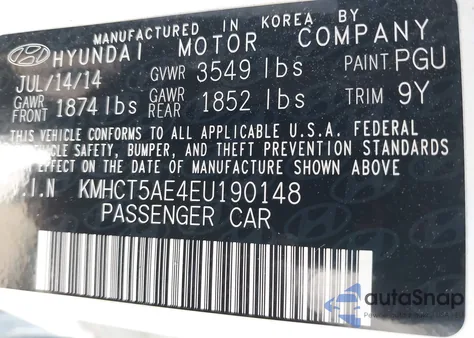 MANUFACTURED IN KOREA BY
HYUNDAI MOTOR COMPANY
JUL/14/14 GVWR 3549 lbs PAINT PGU
GAWR FRONT 1874 lbs GAWR REAR 1852 lbs TRIM 9Y
THIS VEHICLE CONFORMS TO ALL APPLICABLE U.S.A. FEDERAL
VEHICLE SAFETY, BUMPER, AND THEFT PREVENTION STANDARDS
EFFECT ON THE DATE OF MANUFACTURE SHOWN ABOVE
V.I.N KMHCT5AE4EU190148
PASSENGER CAR
autoSnap